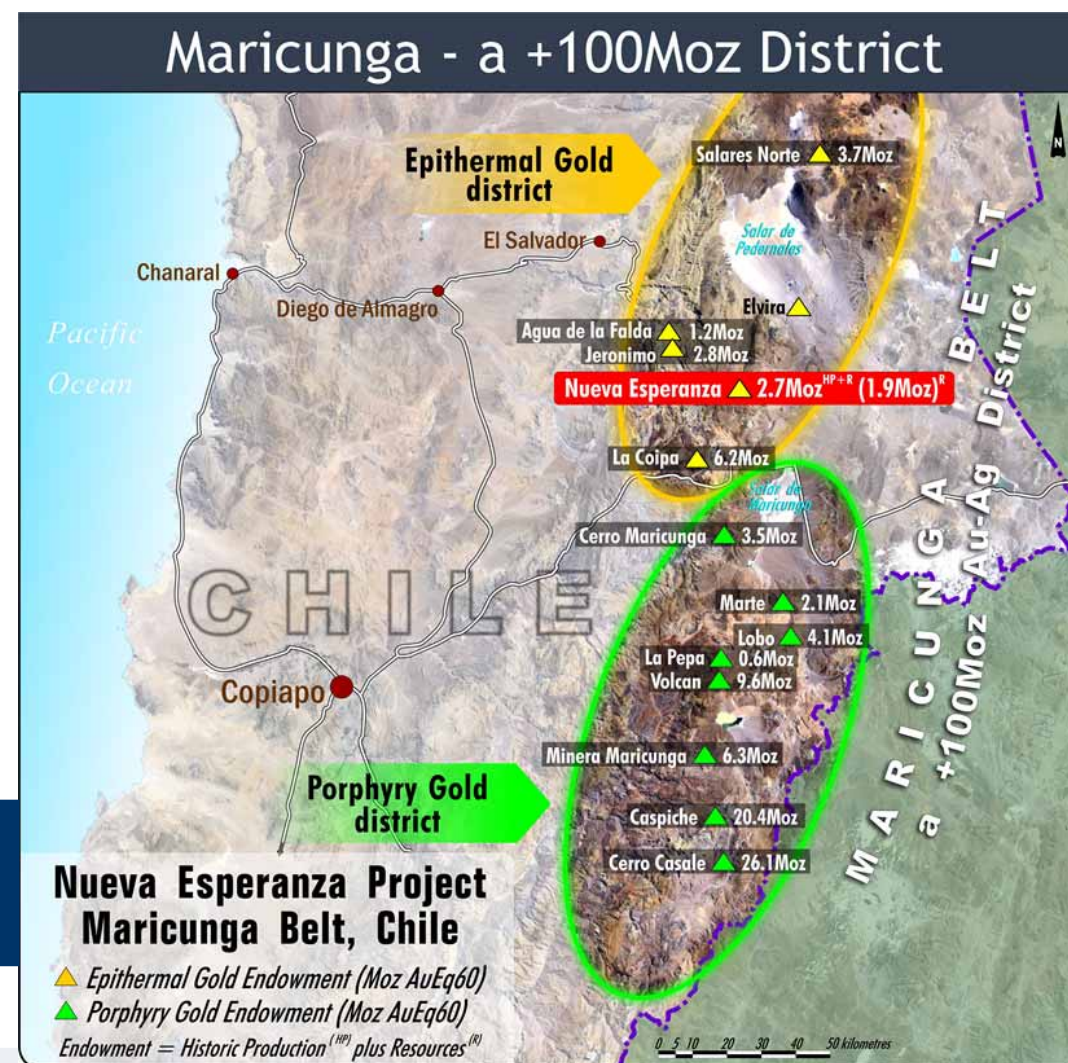 Maricunga - a +100Moz District
Epithermal Gold
district
Salares Norte 3.7Moz
N
Salar de
Pedernales
El Salvador
Chanaral
Diego de Almagro
Elvira
Pacific
Ocean
Agua de la Falda 1.2Moz
Jeronimo 2.8Moz
Nueva Esperanza 2.7Moz HP+R (1.9Moz) R
La Coipa 6.2Moz
Salar de
Maricunga
Cerro Maricunga 3.5Moz
CHILE
Marte 2.1Moz
Lobo 4.1Moz
La Pepa 0.6Moz
Volcan 9.6Moz
Copiapo
Minera Maricunga 6.3Moz
Porphyry Gold
district
Caspiche 20.4Moz
Cerro Casale 26.1Moz
MARICUNGA BELT
a +100Moz Au-Ag District
Nueva Esperanza Project
Maricunga Belt, Chile
Epithermal Gold Endowment (Moz AuEq60)
Porphyry Gold Endowment (Moz AuEq60)
Endowment = Historic Production (HP) plus Resources (R)
0 5 10 20 30 40 50 kilometres